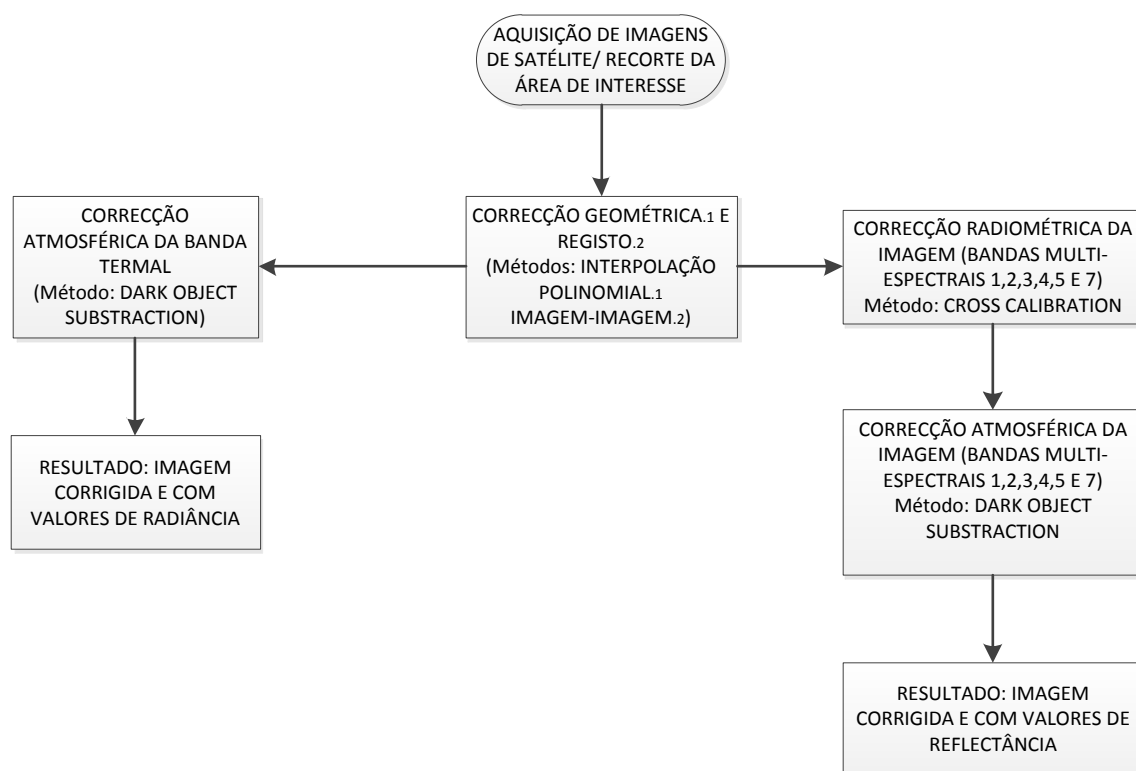 AQUISIÇÃO DE IMAGENS
DE SATÉLITE/ RECORTE DA
ÁREA DE INTERESSE
CORRECÇÃO
ATMOSFÉRICA DA BANDA
TERMAL
(Método: DARK OBJECT
SUBSTRACTION)
CORRECÇÃO GEOMÉTRICA.1 E
REGISTO.2
(Métodos: INTERPOLAÇÃO
POLINOMIAL.1
IMAGEM-IMAGEM.2)
CORRECÇÃO RADIOMÉTRICA DA
IMAGEM (BANDAS MULTI-
ESPECTRAIS 1,2,3,4,5 E 7)
Método: CROSS CALIBRATION
RESULTADO: IMAGEM
CORRIGIDA E COM
VALORES DE RADIÂNCIA
CORRECÇÃO ATMOSFÉRICA DA
IMAGEM (BANDAS MULTI-
ESPECTRAIS 1,2,3,4,5 E 7)
Método: DARK OBJECT
SUBSTRACTION
RESULTADO: IMAGEM
CORRIGIDA E COM VALORES DE
REFLECTÂNCIA